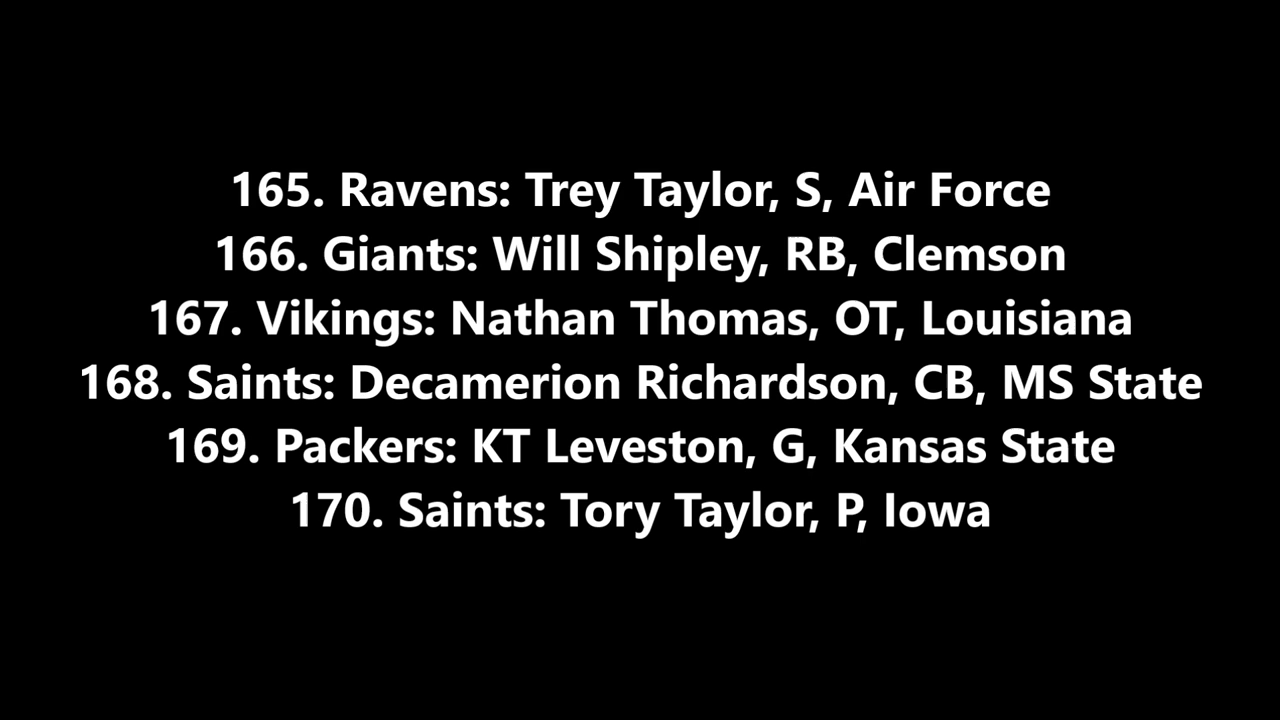 165. Ravens: Trey Taylor, S, Air Force
166. Giants: Will Shipley, RB, Clemson
167. Vikings: Nathan Thomas, OT, Louisiana
168. Saints: Decamerion Richardson, CB, MS State
169. Packers: KT Leveston, G, Kansas State
170. Saints: Tory Taylor, P, Iowa